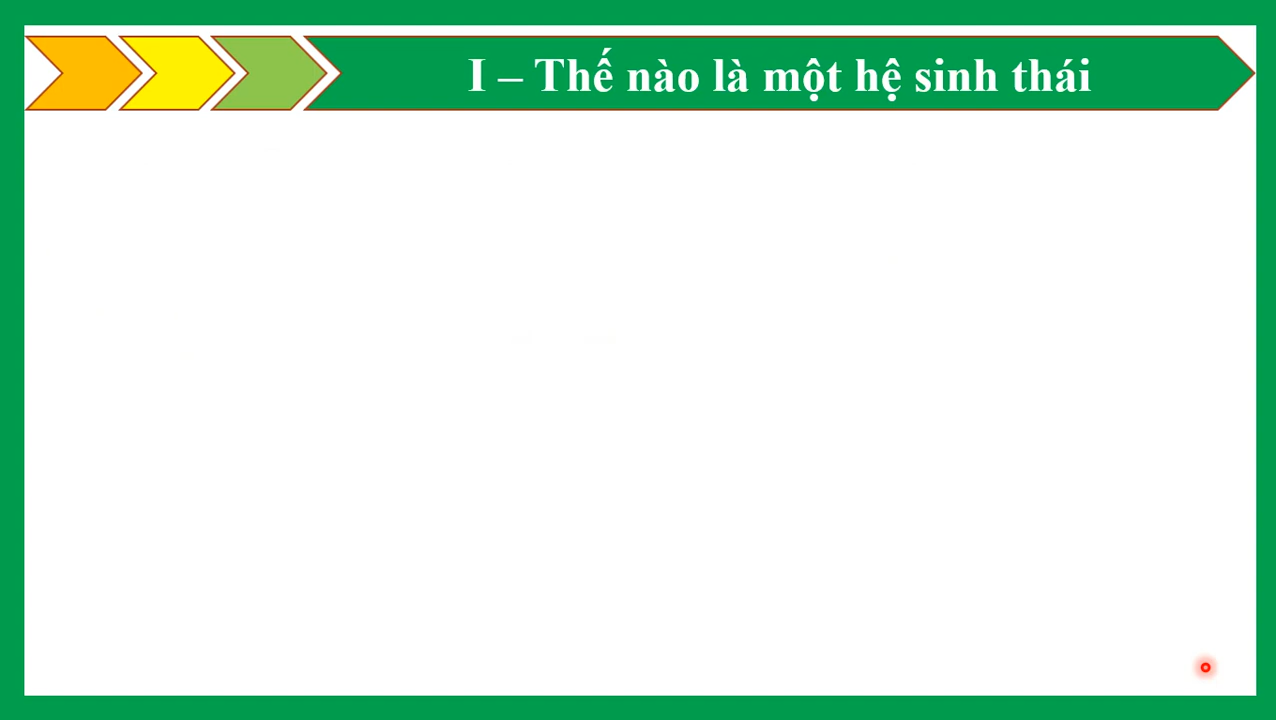 I – Thế nào là một hệ sinh thái